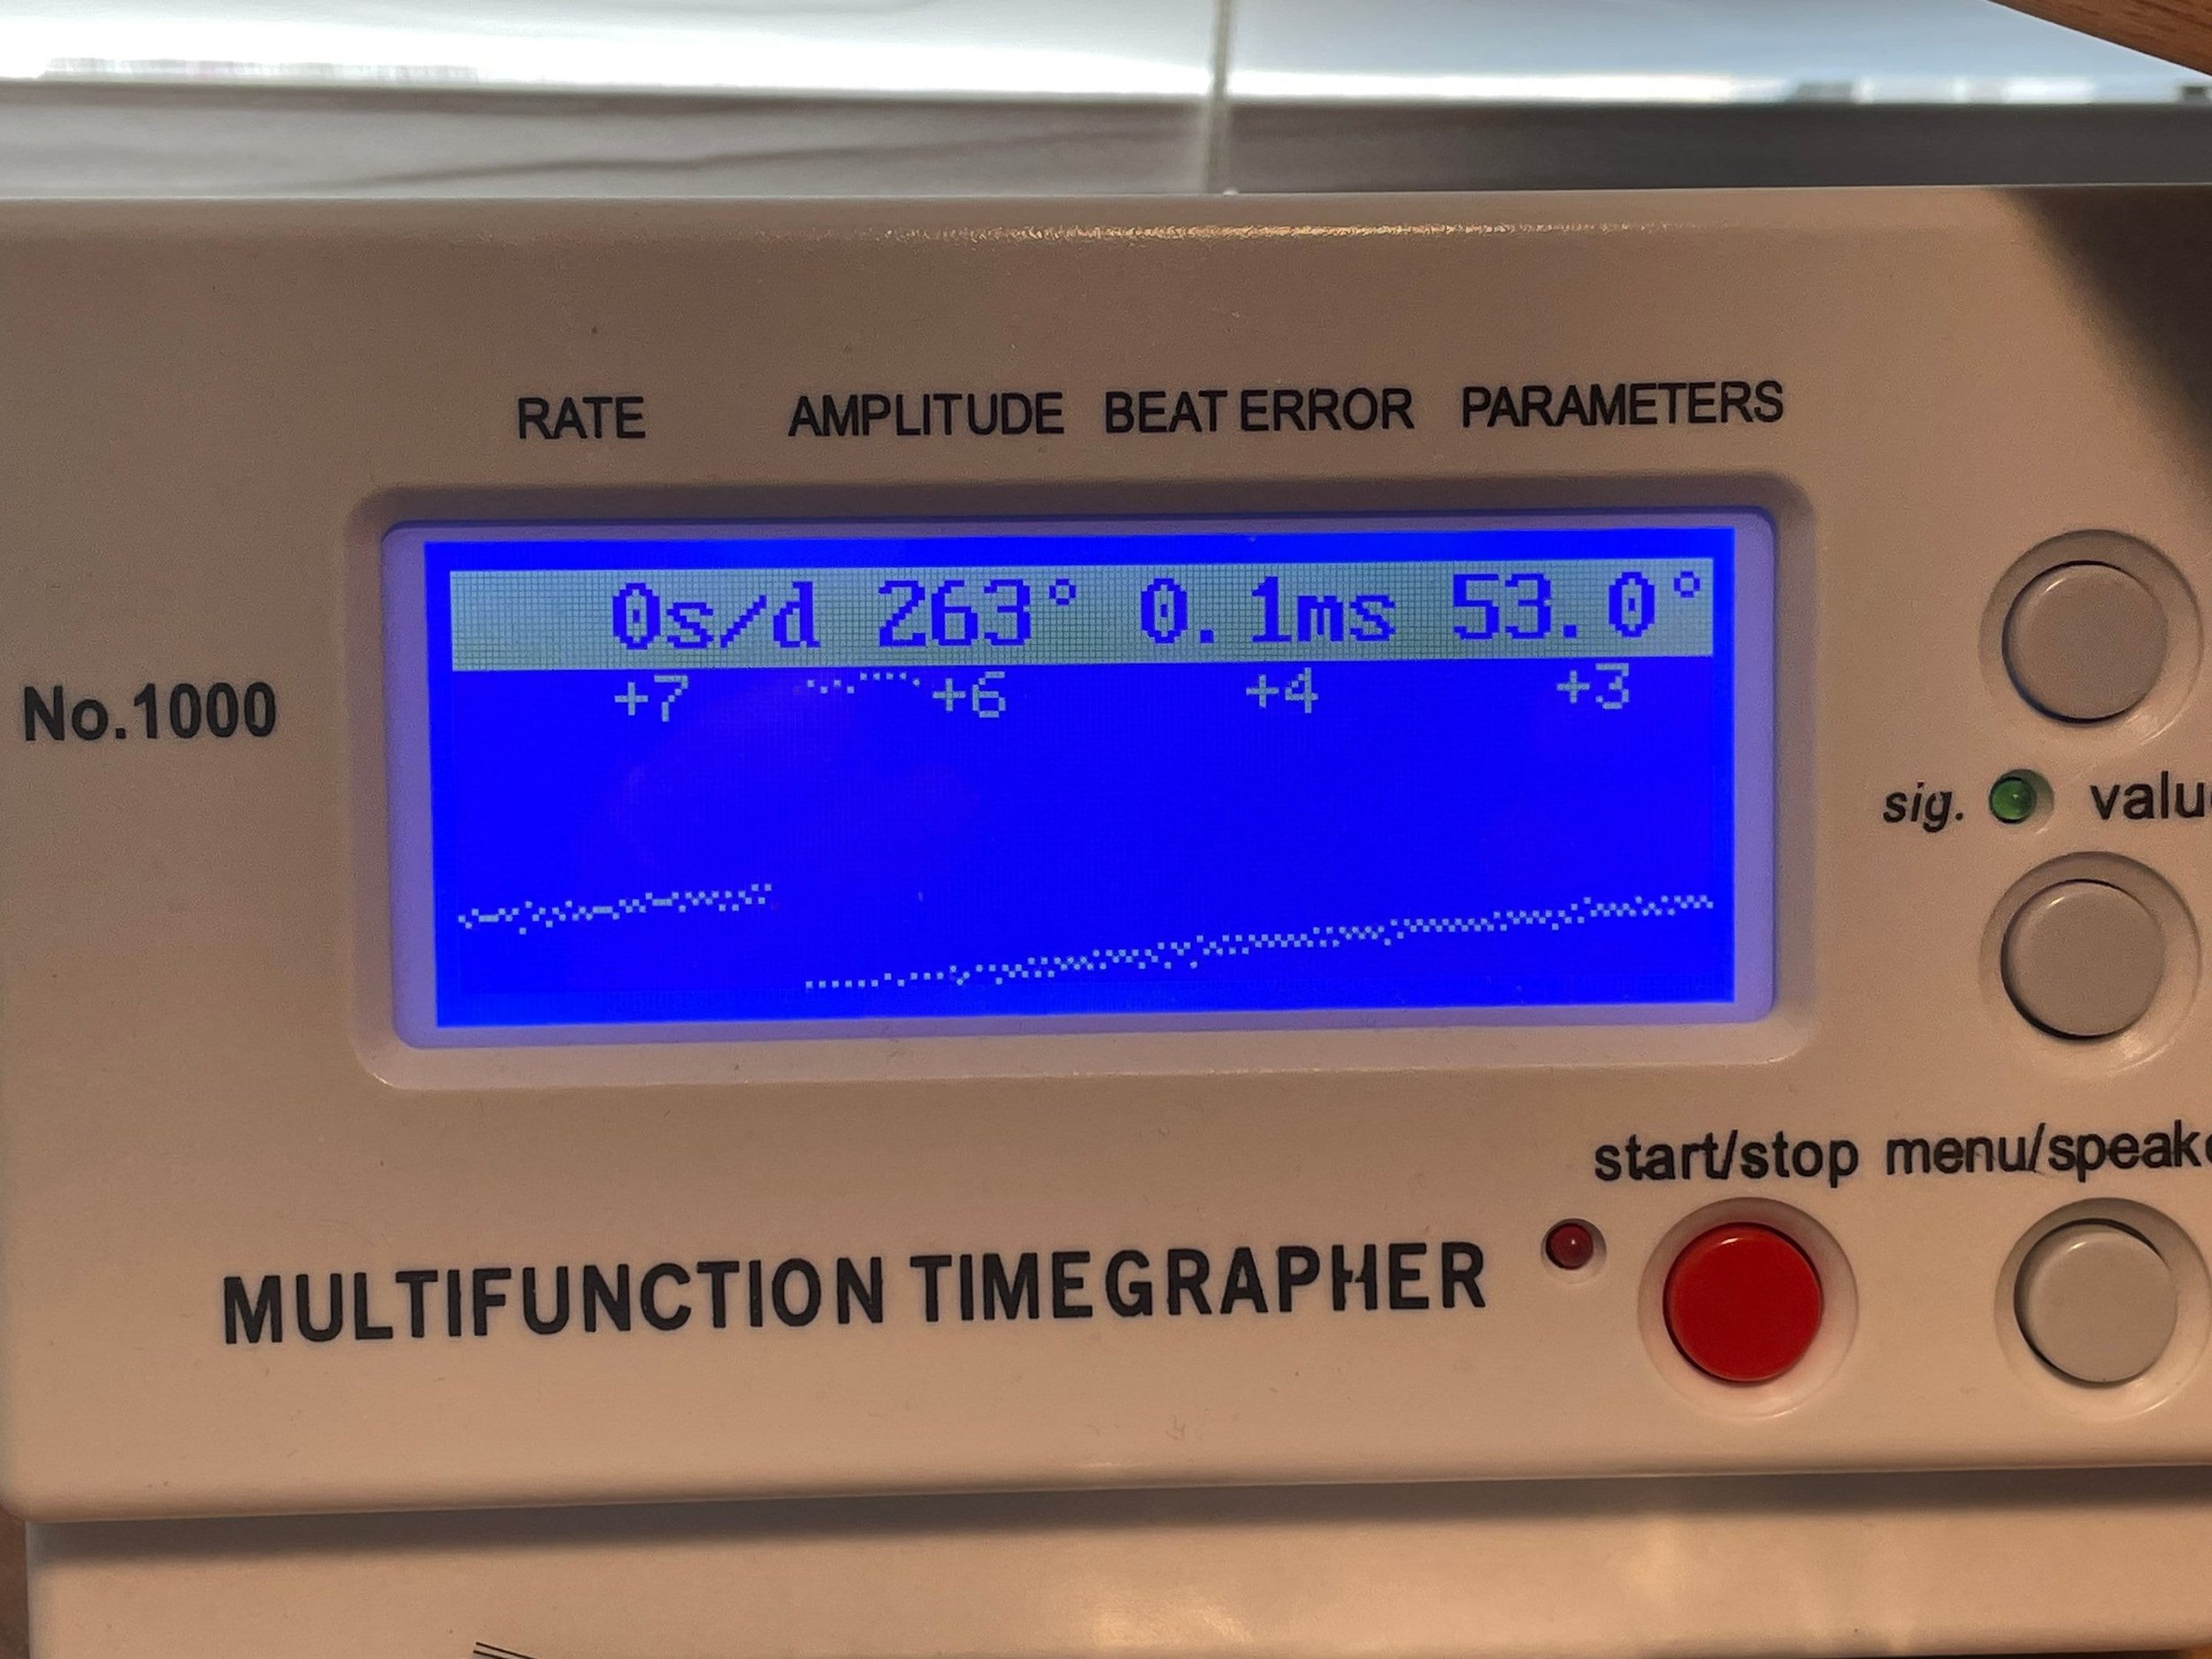 RATE AMPLITUDE BEAT ERROR PARAMETERS
0s/d 263° 0.1ms 53.0°
+7 +6 +4 +3
No.1000
sig.
start/stop
MULTIFUNCTION TIMEGRAPHER